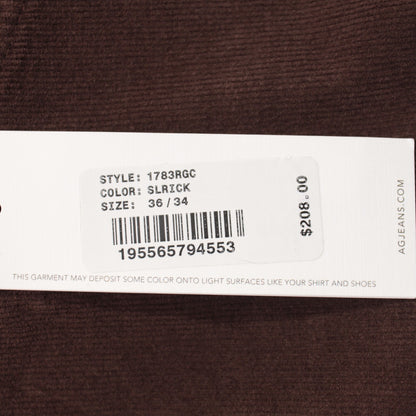 STYLE: 1783RGC
COLOR: SLRICK
SIZE: 36/34
195565794553
$208.00
AGJEANS.COM
THIS GARMENT MAY DEPOSIT SOME COLOR ONTO LIGHT SURFACES LIKE YOUR SHIRT AND SHOES